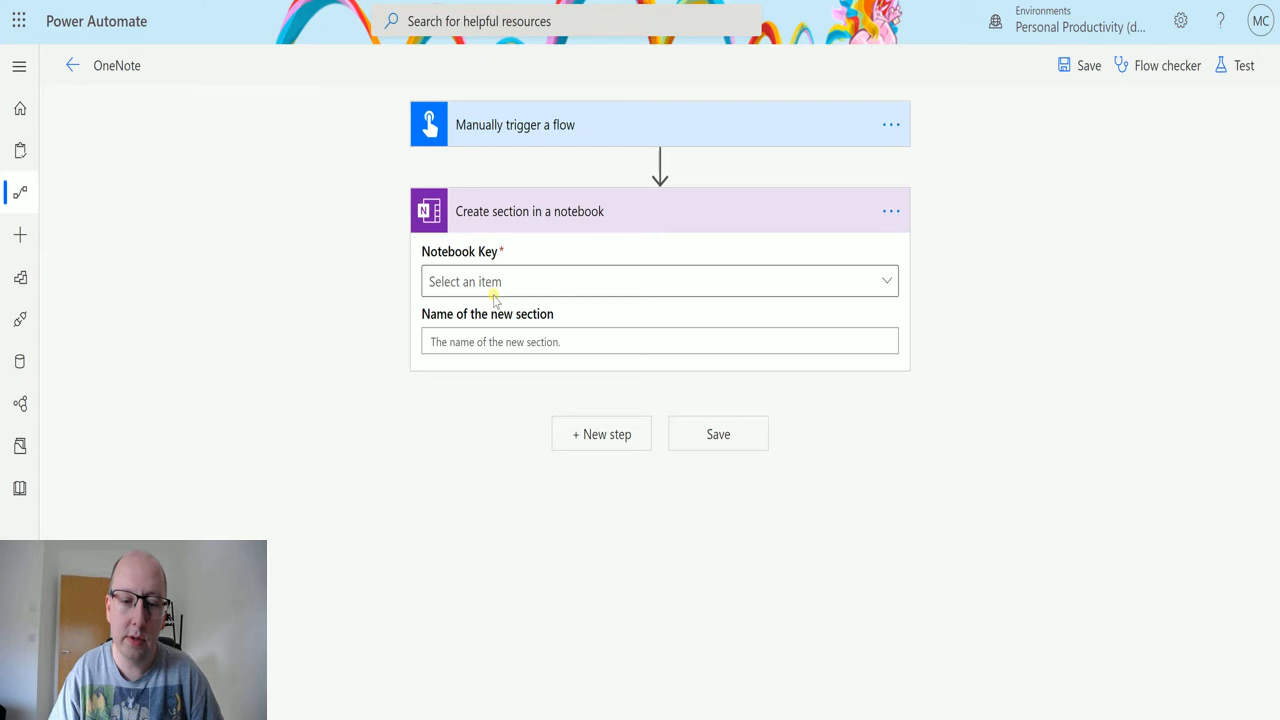 Power Automate
Search for helpful resources
Environments
Personal Productivity (d...
MC
OneNote
Save
Flow checker
Test
Manually trigger a flow
Create section in a notebook
Notebook Key*
Select an item
Name of the new section
The name of the new section.
+ New step
Save